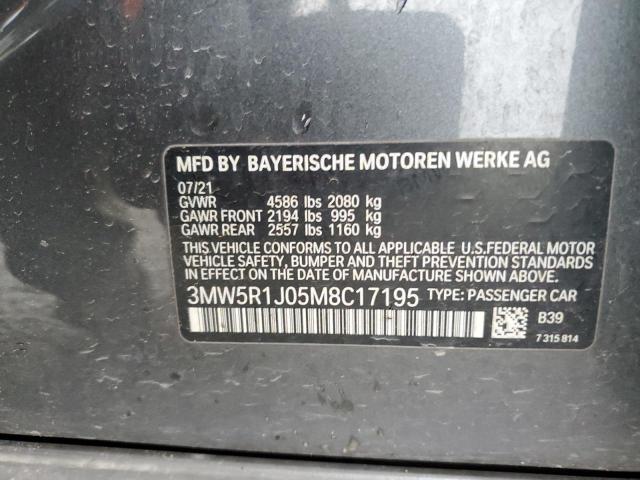 MFD BY BAYERISCHE MOTOREN WERKE AG
07/21
GVWR 4586 lbs 2080 kg
GAWR FRONT 2194 lbs 995 kg
GAWR REAR 2557 lbs 1160 kg
THIS VEHICLE CONFORMS TO ALL APPLICABLE U.S.FEDERAL MOTOR
VEHICLE SAFETY, BUMPER AND THEFT PREVENTION STANDARDS
IN EFFECT ON THE DATE OF MANUFACTURE SHOWN ABOVE.
3MW5R1J05M8C17195 TYPE: PASSENGER CAR
B39
7 315 814